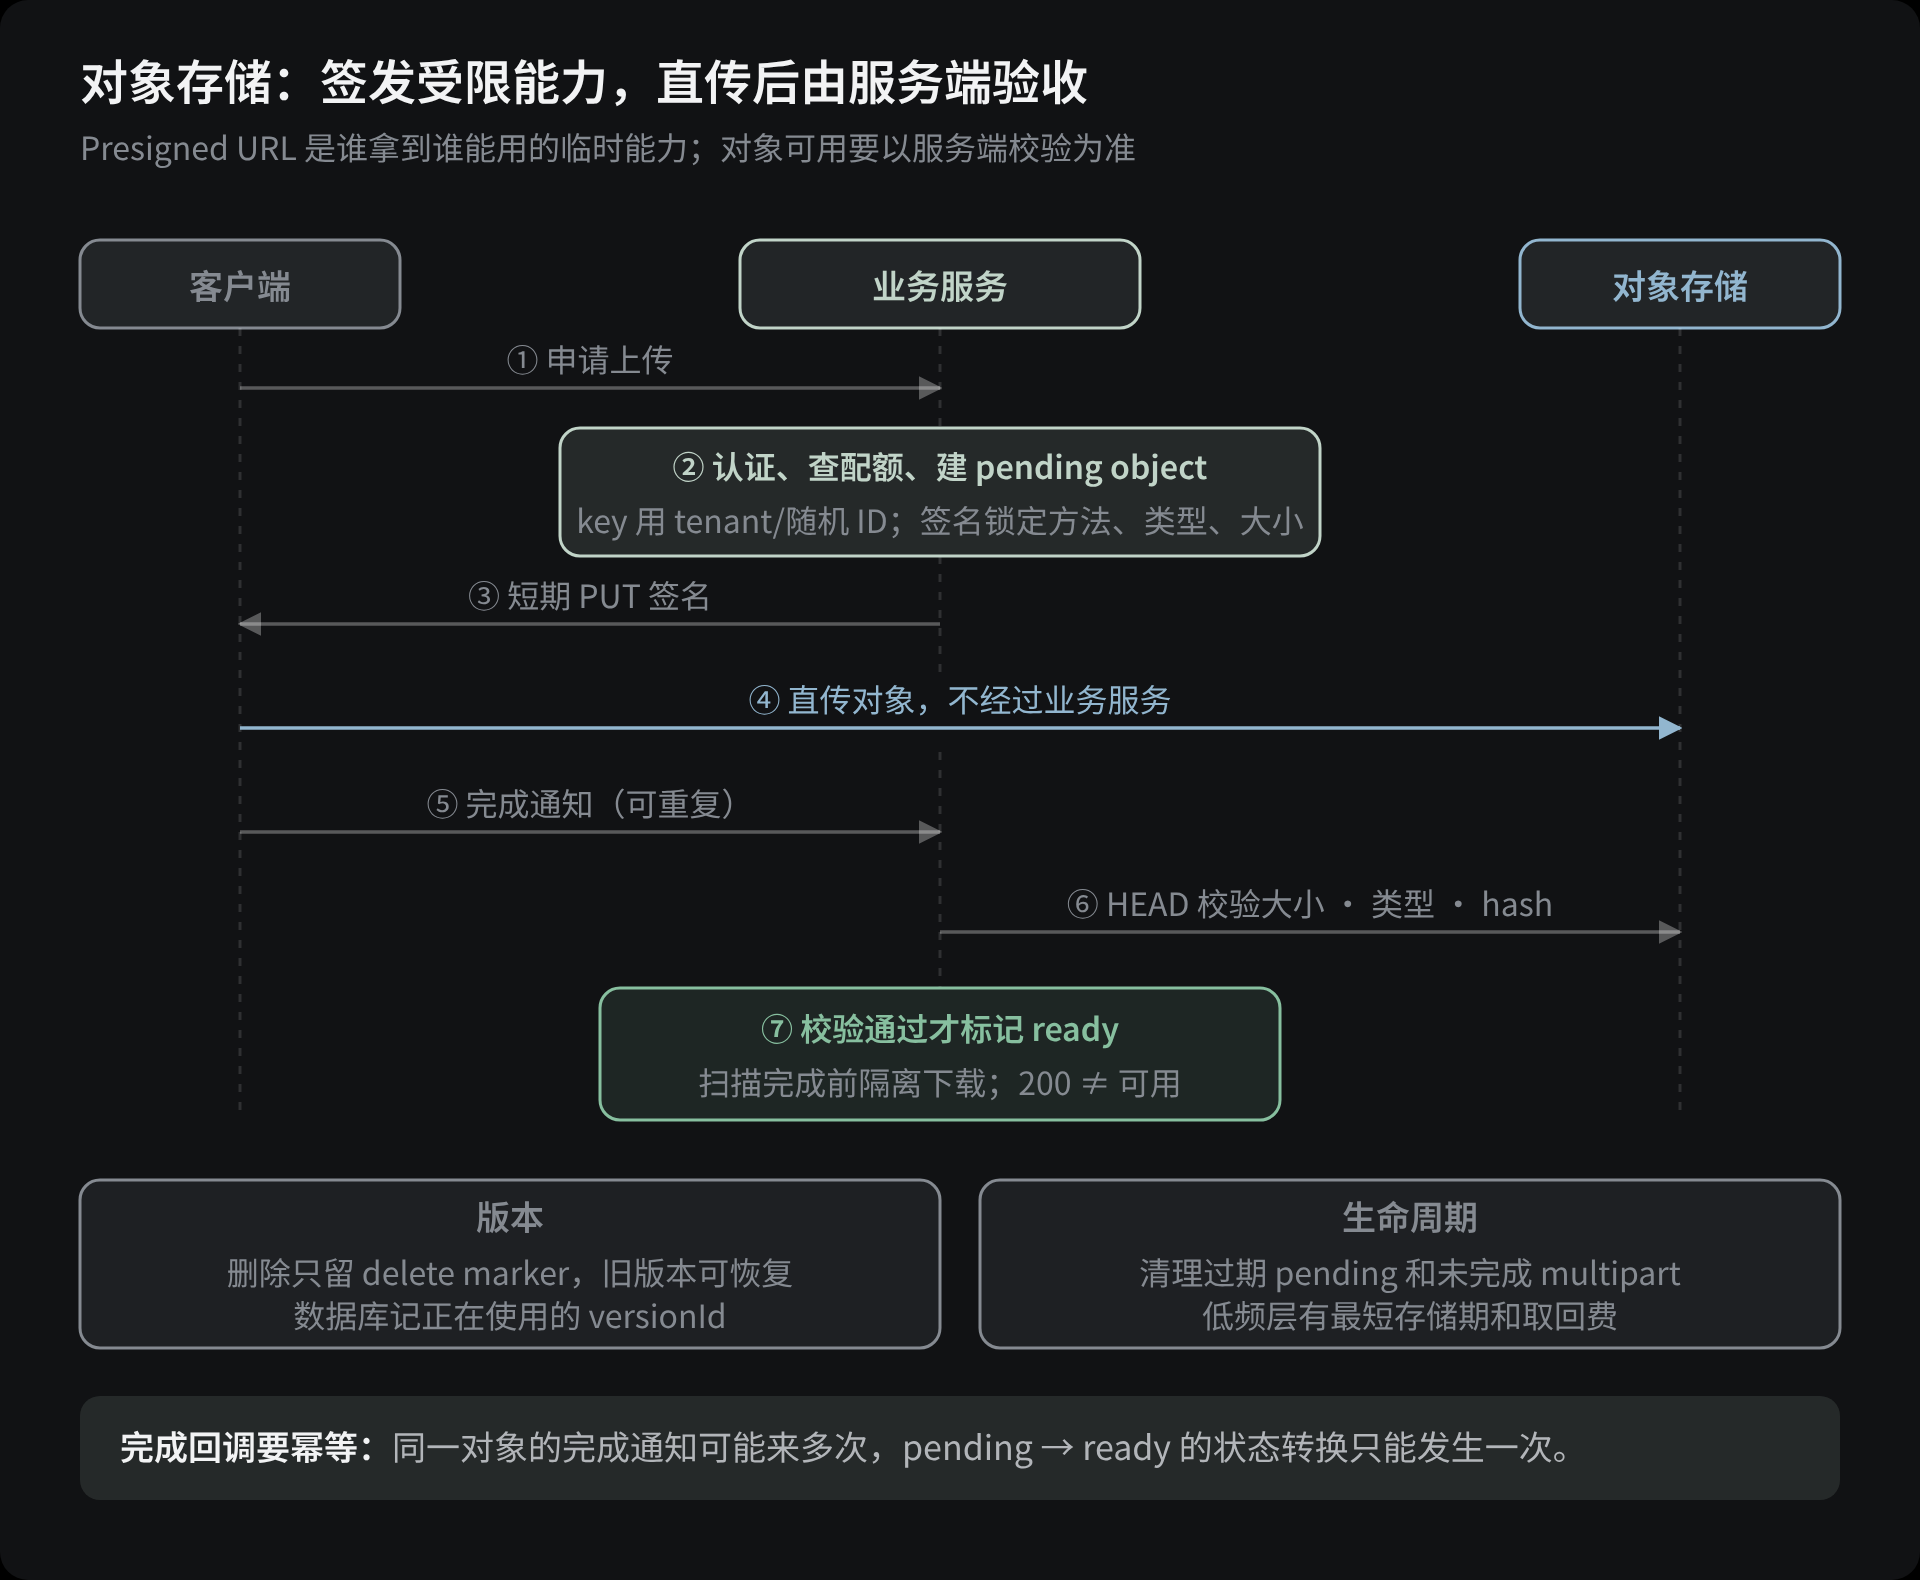 对象存储：签发受限能力，直传后由服务端验收
Presigned URL 是谁拿到谁能用的临时能力；对象可用要以服务端校验为准
客户端
业务服务
对象存储
① 申请上传
② 认证、查配额、建 pending object
key 用 tenant/随机 ID；签名锁定方法、类型、大小
③ 短期 PUT 签名
④ 直传对象，不经过业务服务
⑤ 完成通知（可重复）
⑥ HEAD 校验大小 · 类型 · hash
⑦ 校验通过才标记 ready
扫描完成前隔离下载；200 ≠ 可用
版本
删除只留 delete marker，旧版本可恢复
数据库记正在使用的 versionId
生命周期
清理过期 pending 和未完成 multipart
低频层有最短存储期和取回费
完成回调要幂等：同一对象的完成通知可能来多次，pending → ready 的状态转换只能发生一次。